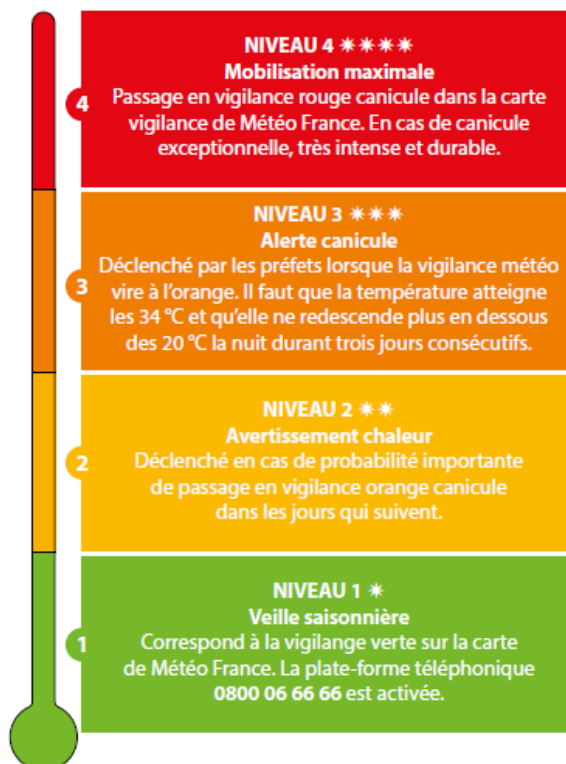 NIVEAU 4 ✷✷✷✷
Mobilisation maximale
4
Passage en vigilance rouge canicule dans la carte
vigilance de Météo France. En cas de canicule
exceptionnelle, très intense et durable.
NIVEAU 3 ✷✷✷
Alerte canicule
Déclenché par les préfets lorsque la vigilance météo
3
vire à l’orange. Il faut que la température atteigne
les 34 °C et qu’elle ne redescende plus en dessous
des 20 °C la nuit durant trois jours consécutifs.
NIVEAU 2 ✷✷
Avertissement chaleur
2
Déclenché en cas de probabilité importante
de passage en vigilance orange canicule
dans les jours qui suivent.
NIVEAU 1 ✷
Veille saisonnière
1
Correspond à la vigilange verte sur la carte
de Météo France. La plate-forme téléphonique
0800 06 66 66 est activée.